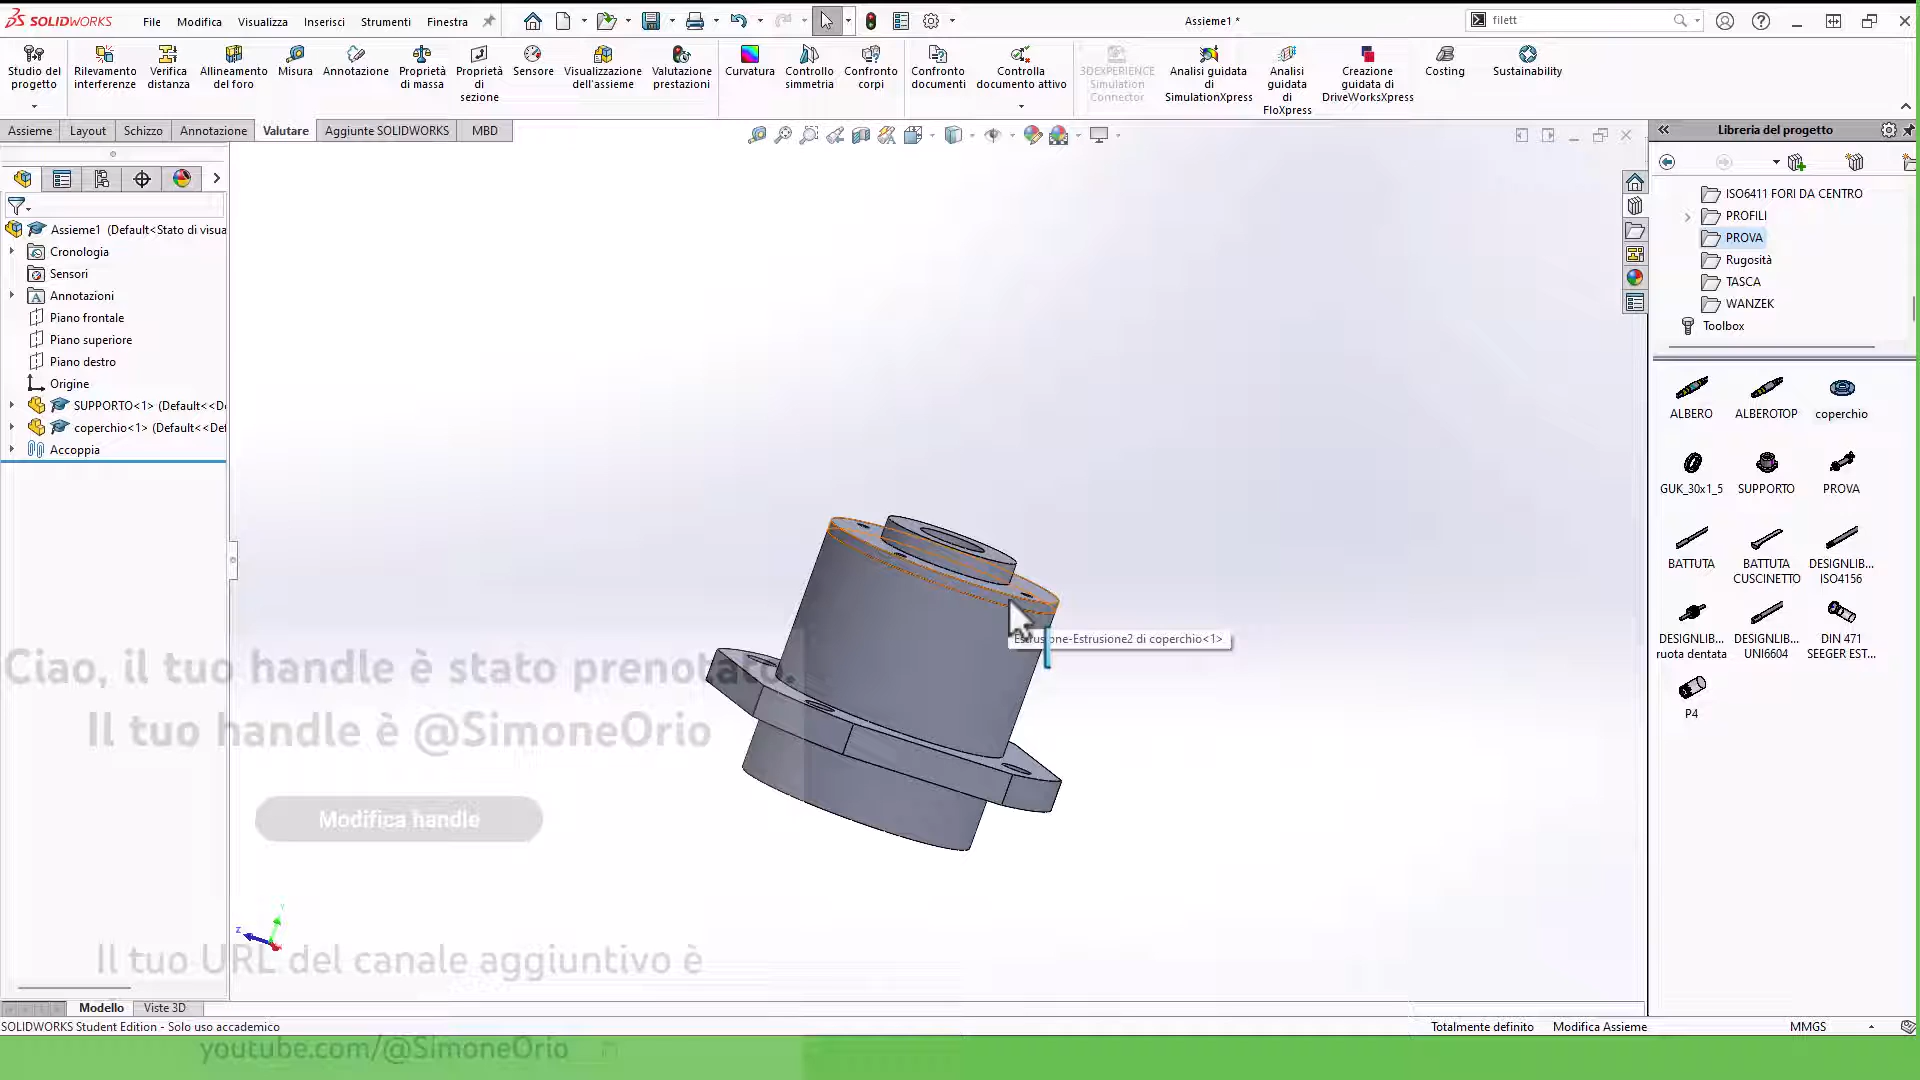 SOLIDWORKS
File Modifica Visualizza Inserisci Strumenti Finestra
Assieme1 *
filett
Studio del progetto
Rilevamento interferenze
Verifica distanza
Allineamento del foro
Misura
Annotazione
Proprietà di massa
Proprietà di sezione
Sensore
Visualizzazione dell'assieme
Valutazione prestazioni
Curvatura
Controllo simmetria
Confronto corpi
Confronto documenti
Controlla documento attivo
3DEXPERIENCE Simulation Connector
Analisi guidata di SimulationXpress
Analisi guidata di FloXpress
Creazione guidata di DriveWorksXpress
Costing
Sustainability
Assieme Layout Schizzo Annotazione Valutare Aggiunte SOLIDWORKS MBD
Libreria del progetto
Assieme1 (Default<Stato di visua
Cronologia
Sensori
Annotazioni
Piano frontale
Piano superiore
Piano destro
Origine
SUPPORTO<1> (Default<<De
coperchio<1> (Default<<Def
Accoppia
ISO6411 FORI DA CENTRO
PROFILI
PROVA
Rugosità
TASCA
WANZEK
Toolbox
ALBERO ALBEROTOP coperchio
GUK_30x1_5 SUPPORTO PROVA
BATTUTA
BATTUTA CUSCINETTO
DESIGNLIB... ISO4156
DESIGNLIB... ruota dentata
DESIGNLIB... UNI6604
DIN 471 SEEGER EST...
P4
Estrusione-Estrusione2 di coperchio<1>
Ciao, il tuo handle è stato prenotato.
Il tuo handle è @SimoneOrio
Modifica handle
Il tuo URL del canale aggiuntivo è
youtube.com/@SimoneOrio
Y
Z
Modello Viste 3D
SOLIDWORKS Student Edition - Solo uso accademico
Totalmente definito Modifica Assieme MMGS